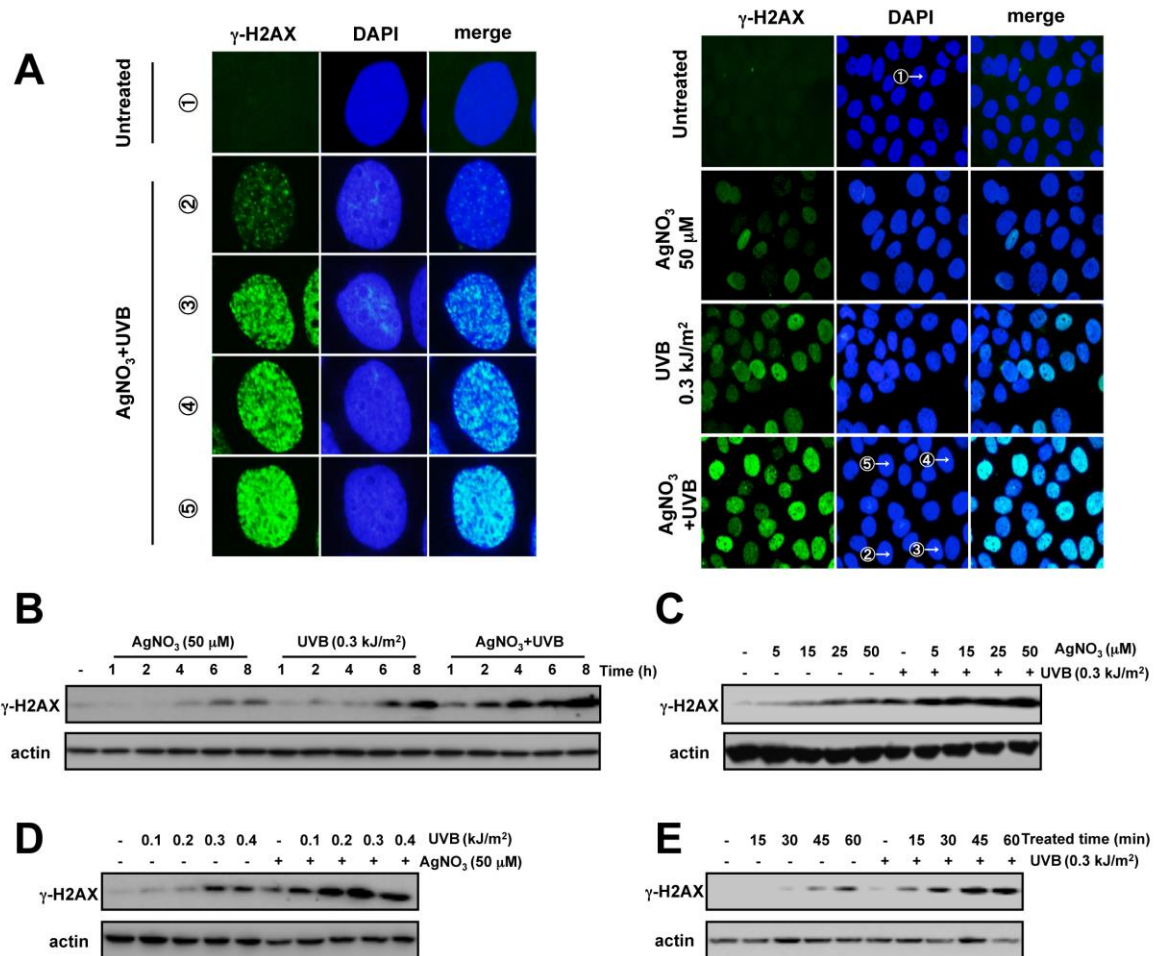 A
γ-H2AX DAPI merge
Untreated
①
AgNO3+UVB
②
③
④
⑤
γ-H2AX DAPI merge
Untreated
①→
AgNO3
50 μM
UVB
0.3 kJ/m2
AgNO3
+UVB
⑤→ ④→
②→ ③→
B
AgNO3 (50 μM) UVB (0.3 kJ/m2) AgNO3+UVB
- 1 2 4 6 8 1 2 4 6 8 1 2 4 6 8 Time (h)
γ-H2AX
actin
C
- 5 15 25 50 - 5 15 25 50 AgNO3 (μM)
- - - - - + + + + + UVB (0.3 kJ/m2)
γ-H2AX
actin
D
- 0.1 0.2 0.3 0.4 - 0.1 0.2 0.3 0.4 UVB (kJ/m2)
- - - - - + + + + + AgNO3 (50 μM)
γ-H2AX
actin
E
- 15 30 45 60 - 15 30 45 60 Treated time (min)
- - - - - + + + + + UVB (0.3 kJ/m2)
γ-H2AX
actin